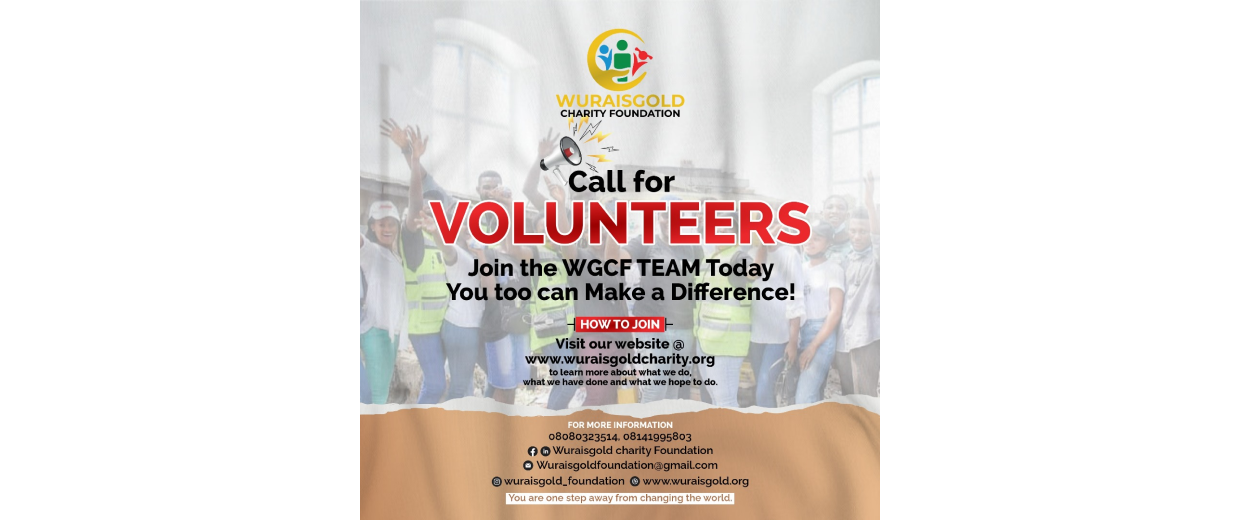 WURAISGOLD
CHARITY FOUNDATION
Call for
VOLUNTEERS
Join the WGCF TEAM Today
You too can Make a Difference!
HOW TO JOIN
Visit our website @
www.wuraisgoldcharity.org
to learn more about what we do,
what we have done and what we hope to do.
FOR MORE INFORMATION
08080323514, 08141995803
Wuraisgold charity Foundation
Wuraisgoldfoundation@gmail.com
wuraisgold_foundation www.wuraisgold.org
You are one step away from changing the world.